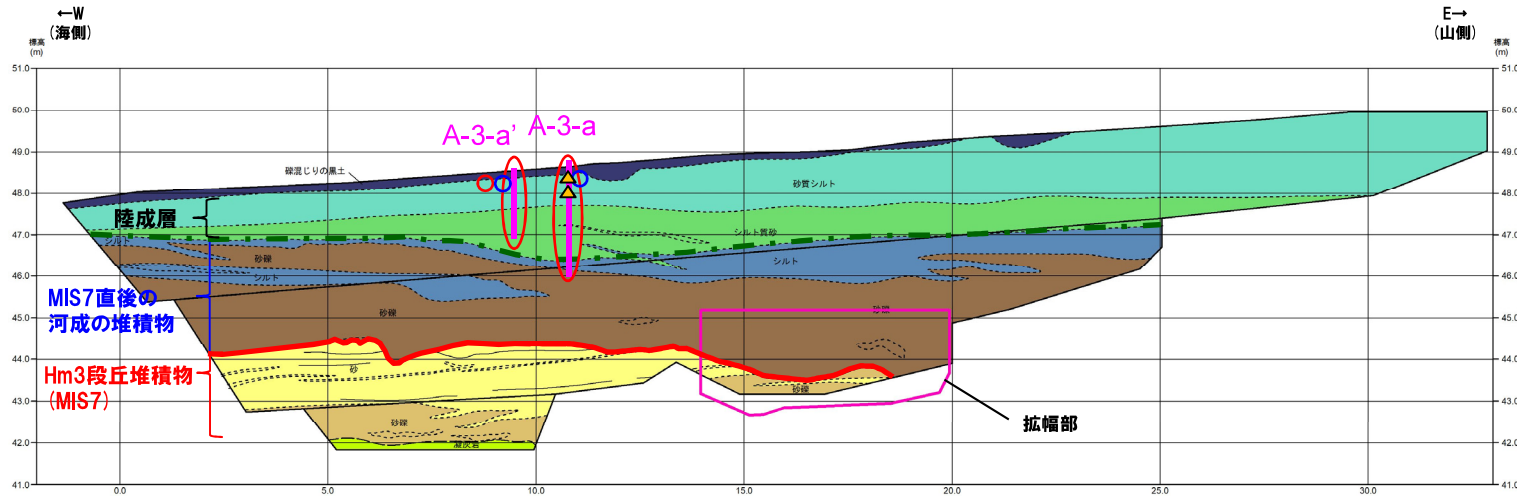 ←W
(海側)
E→
(山側)
標高
(m)
標高
(m)
51.0
51.0
50.0
50.0
49.0
49.0
48.0
48.0
47.0
47.0
46.0
46.0
45.0
45.0
44.0
44.0
43.0
43.0
42.0
42.0
41.0
41.0
A-3-a’
A-3-a
礫混じりの黒土
砂質シルト
陸成層
シルト質砂
シルト
砂礫
シルト
シルト
MIS7直後の
河成の堆積物
砂礫
砂礫
Hm3段丘堆積物
(MIS7)
砂
砂礫
砂礫
凝灰岩
拡幅部
0.0
5.0
10.0
15.0
20.0
25.0
30.0